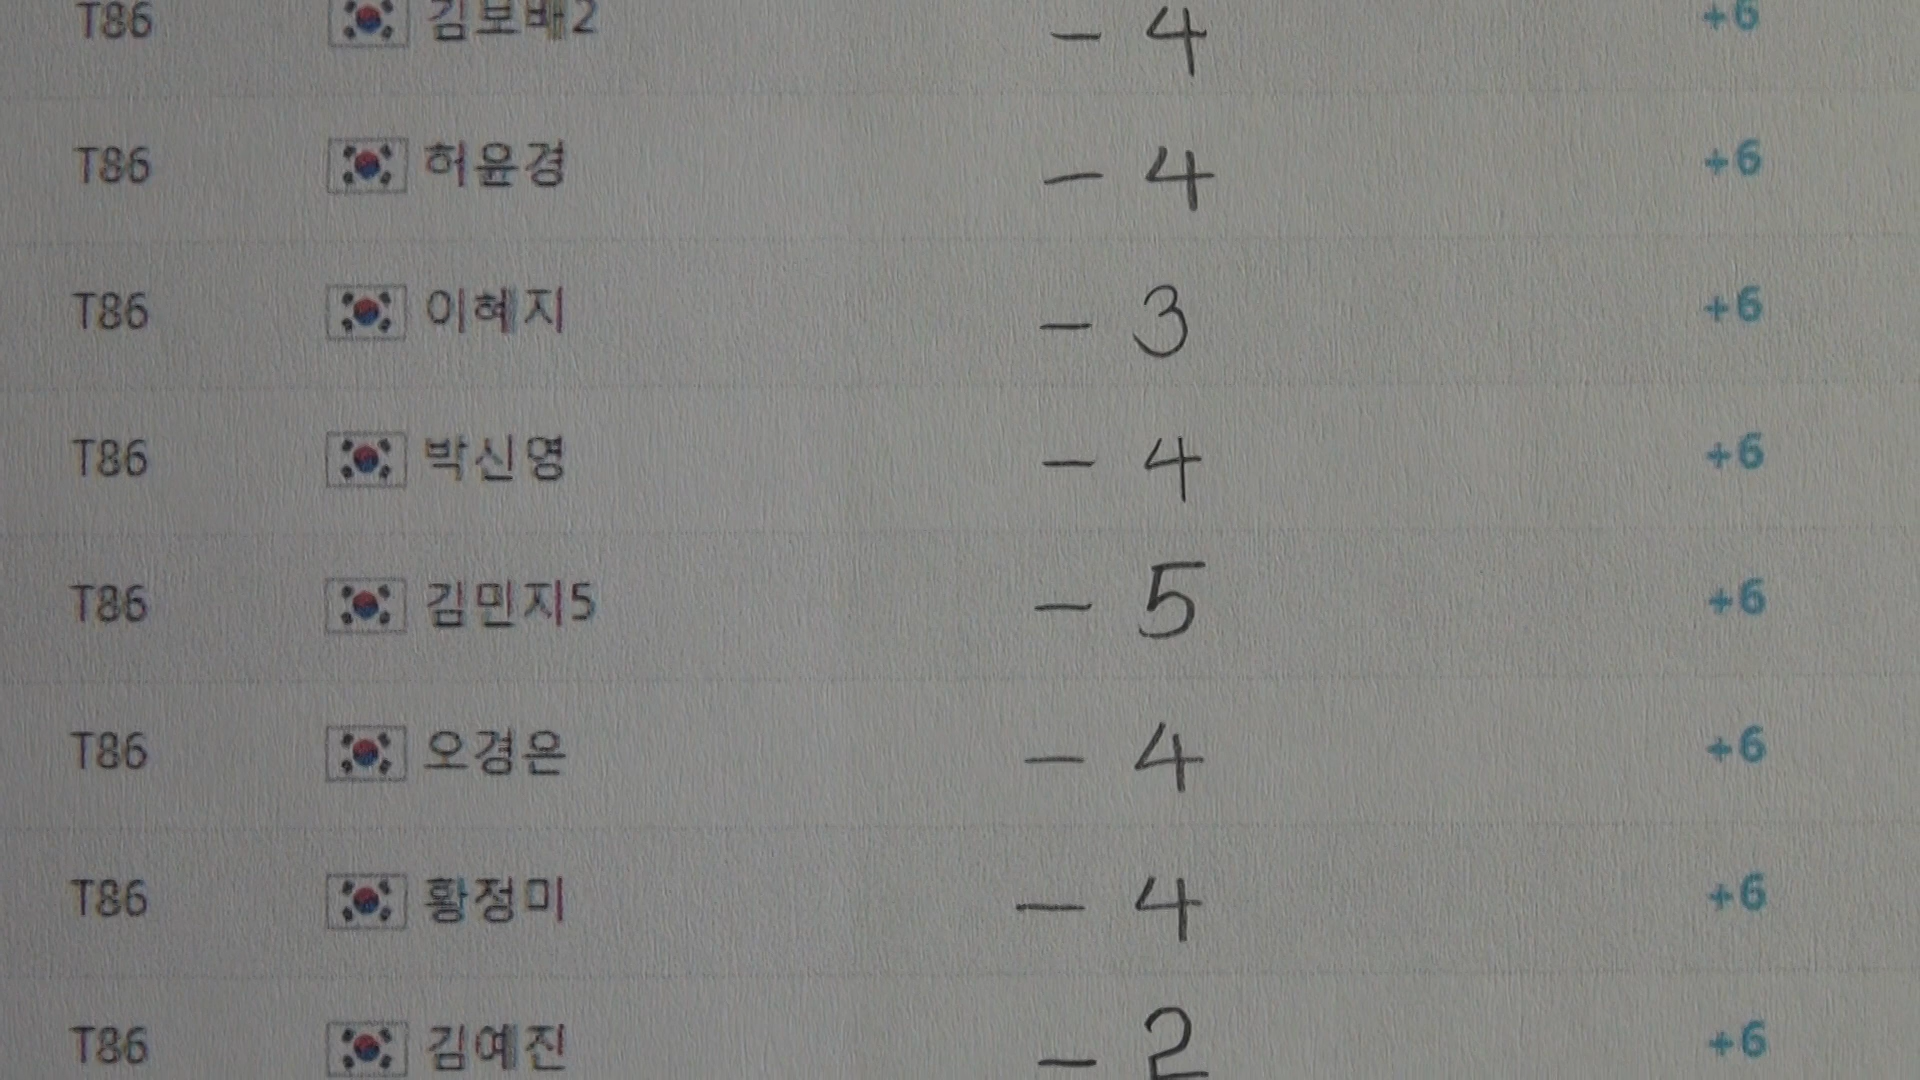 T86 김보배2 - 4 +6
T86 허윤경 - 4 +6
T86 이혜지 - 3 +6
T86 박신영 - 4 +6
T86 김민지5 - 5 +6
T86 오경은 - 4 +6
T86 황정미 - 4 +6
T86 김예진 - 2 +6